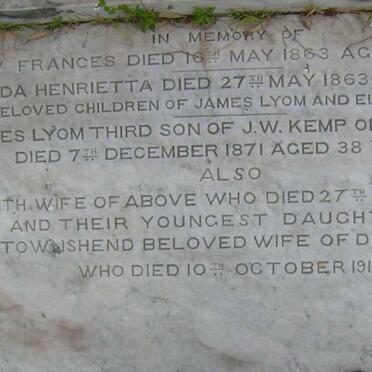 IN MEMORY OF
FRANCES DIED 16TH MAY 1863
DA HENRIETTA DIED 27TH MAY 1863
ELOVED CHILDREN OF JAMES LYOM AND EL
ES LYOM THIRD SON OF J.W. KEMP OF
DIED 7TH DECEMBER 1871 AGED 38
ALSO
TH WIFE OF ABOVE WHO DIED 27TH
AND THEIR YOUNGEST DAUGHT
TOWNSHEND BELOVED WIFE OF D
WHO DIED 10TH OCTOBER 191